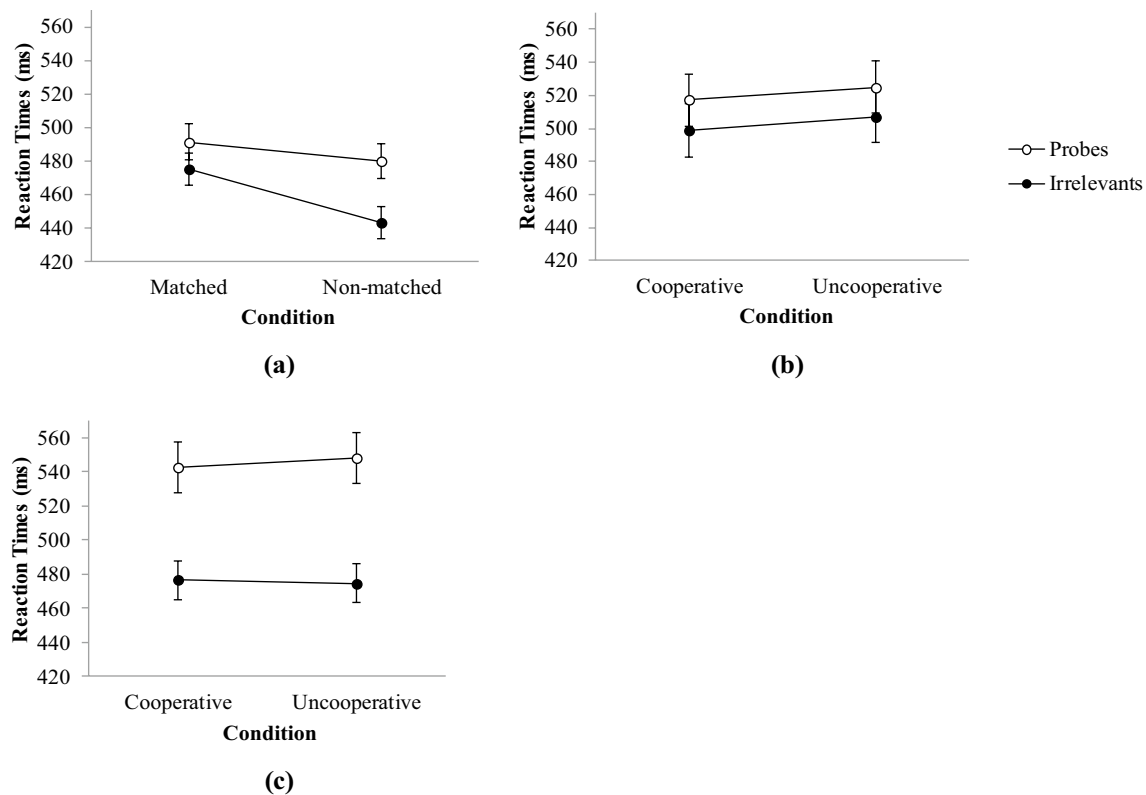 560
540
520
500
480
460
440
420
Reaction Times (ms)
Matched Non-matched
Condition
(a)
560
540
520
500
480
460
440
420
Reaction Times (ms)
Cooperative Uncooperative
Condition
(b)
Probes
Irrelevants
560
540
520
500
480
460
440
420
Reaction Times (ms)
Cooperative Uncooperative
Condition
(c)